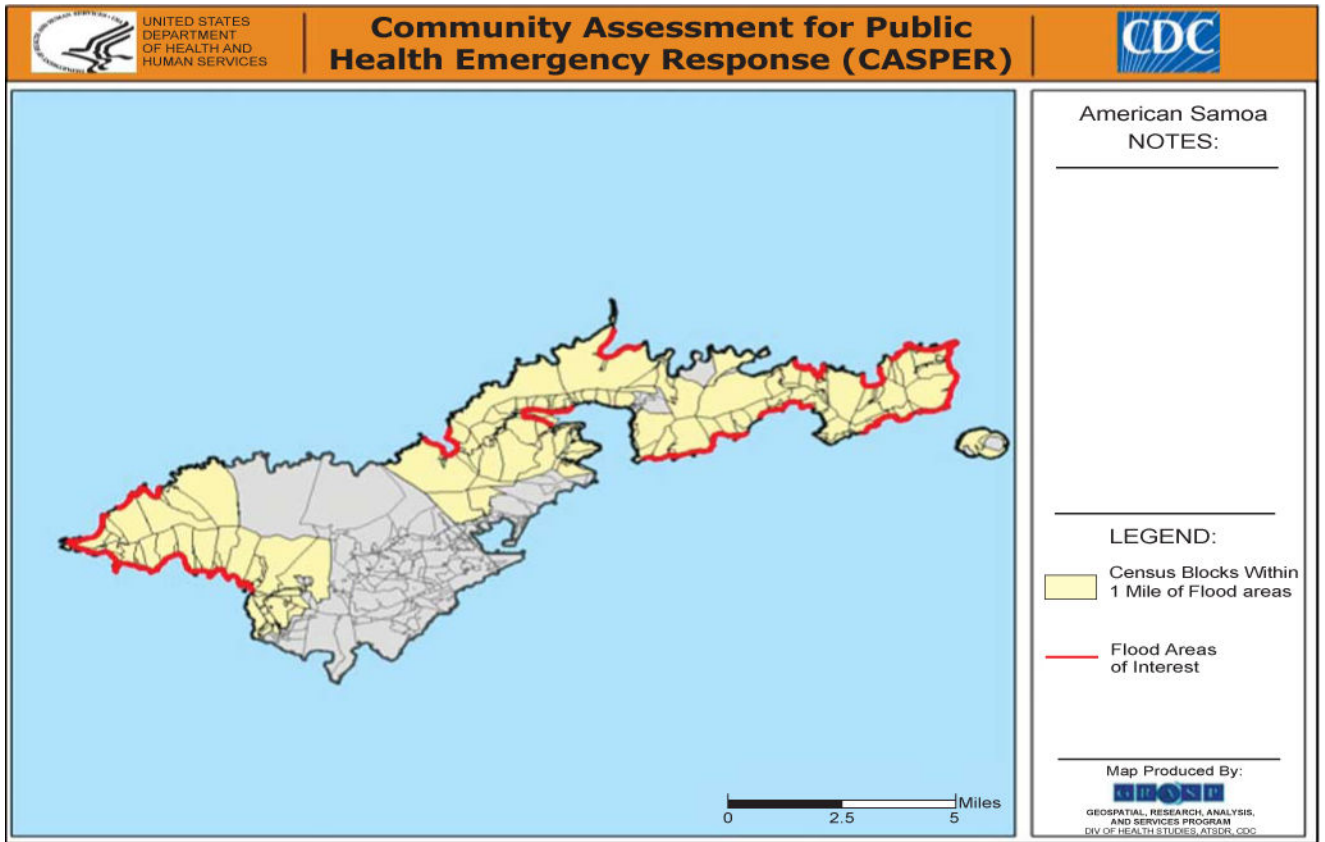 UNITED STATES
DEPARTMENT
OF HEALTH AND
HUMAN SERVICES
Community Assessment for Public
Health Emergency Response (CASPER)
CDC
American Samoa
NOTES:
LEGEND:
Census Blocks Within
1 Mile of Flood areas
Flood Areas
of Interest
Miles
0 2.5 5
Map Produced By:
GRASP
GEOSPATIAL, RESEARCH, ANALYSIS,
AND SERVICES PROGRAM
DIV OF HEALTH STUDIES, ATSDR, CDC